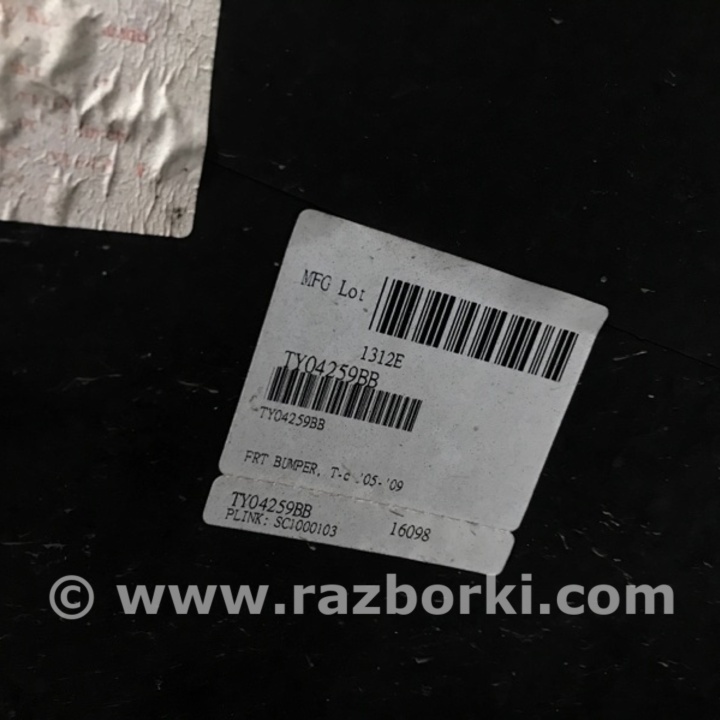 MFG Lot
1312E
TY04259BB
TY04259BB
FRT BUMPER, T-c '05-'09
TY04259BB
PLINK: SC1000103 16098
© www.razborki.com